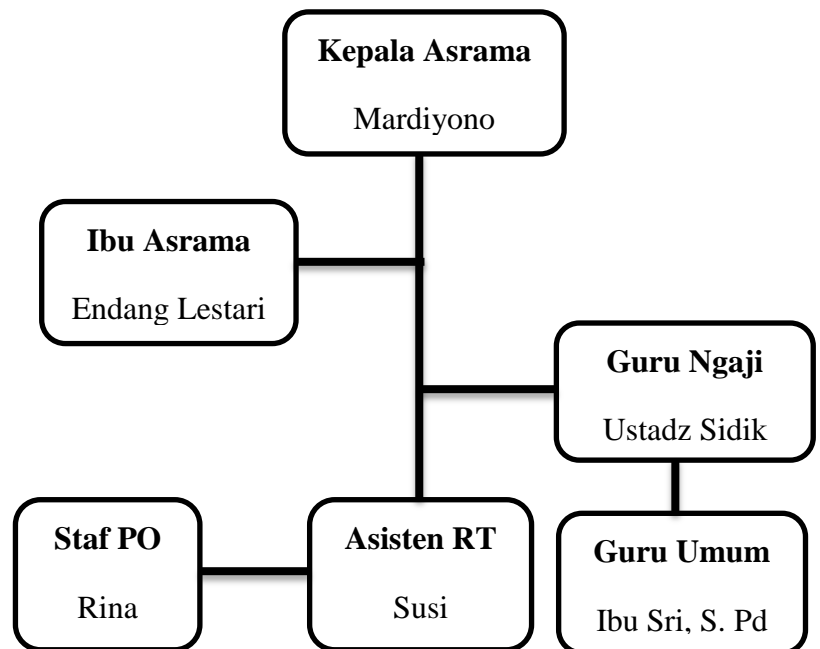 Kepala Asrama
Mardiyono
Ibu Asrama
Endang Lestari
Guru Ngaji
Ustadz Sidik
Staf PO
Rina
Asisten RT
Susi
Guru Umum
Ibu Sri, S. Pd